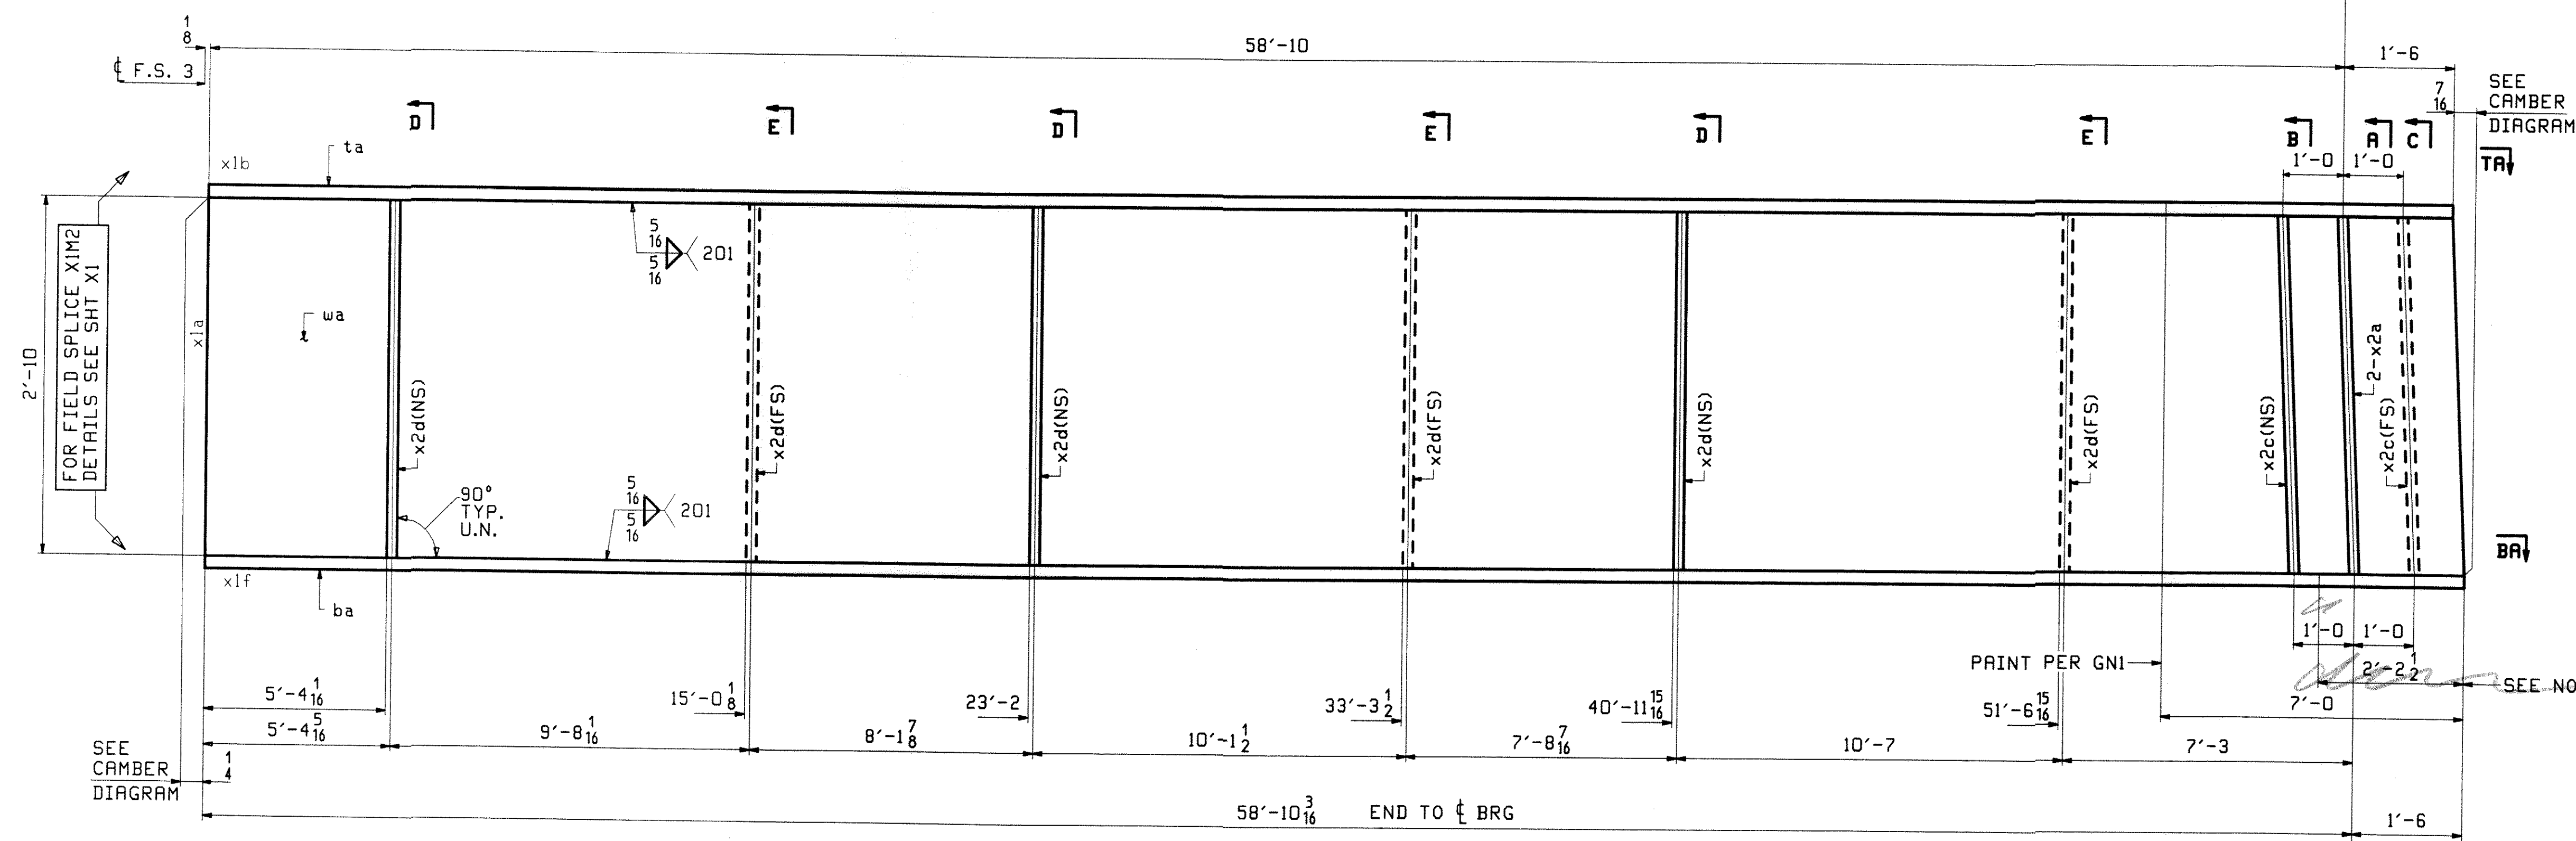 1/8
58'-10
1'-6
℄ F.S. 3
7/16
SEE
CAMBER
DIAGRAM
D
E
D
E
D
E
B
A
C
1'-0
1'-0
TA
x1b
ta
5/16
5/16
201
FOR FIELD SPLICE X1M2
DETAILS SEE SHT X1
2'-10
x1a
wa
x2d(NS)
x2d(FS)
x2d(NS)
x2d(FS)
x2d(NS)
x2d(FS)
x2c(NS)
2-x2a
x2c(FS)
90°
TYP.
U.N.
5/16
5/16
201
BA
x1f
ba
1'-0
1'-0
PAINT PER GN1
2'-2 1/2
SEE NO
7'-0
5'-4 1/16
15'-0 1/8
23'-2
33'-3 1/2
40'-11 15/16
51'-6 15/16
5'-4 5/16
9'-8 1/16
8'-1 7/8
10'-1 1/2
7'-8 7/16
10'-7
7'-3
SEE
CAMBER
DIAGRAM
1/4
58'-10 3/16 END TO ℄ BRG
1'-6